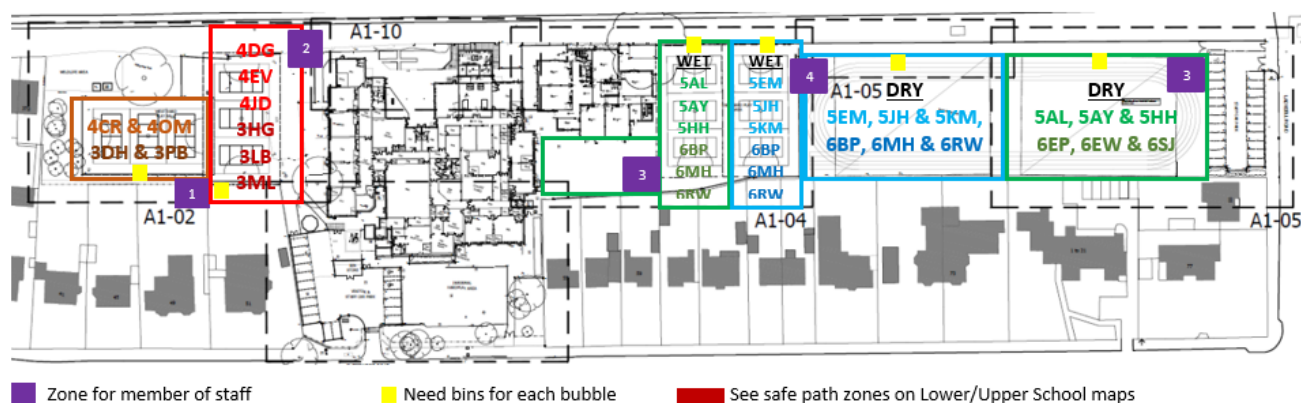 A1-10
2
4DG
4EV
4JD
3HG
3LB
3ML
4CR & 4OM
3DH & 3PB
1
A1-02
3
WET
5AL
5AY
5HH
6BP
6MH
6RW
WET
5EM
5JH
5KM
6BP
6MH
6RW
A1-04
4
A1-05
DRY
5EM, 5JH & 5KM,
6BP, 6MH & 6RW
3
DRY
5AL, 5AY & 5HH
6EP, 6EW & 6SJ
A1-05
Zone for member of staff
Need bins for each bubble
See safe path zones on Lower/Upper School maps